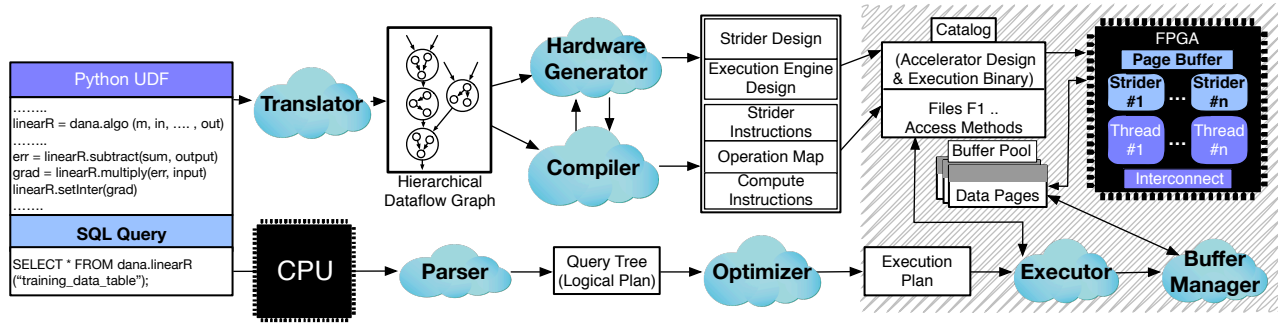 Python UDF
........
linearR = dana.algo (m, in, .... , out)
........
err = linearR.subtract(sum, output)
grad = linearR.multiply(err, input)
linearR.setInter(grad)
.......
SQL Query
SELECT * FROM dana.linearR
(“training_data_table”);
Translator
Hierarchical
Dataflow Graph
Hardware
Generator
Compiler
Strider Design
Execution Engine
Design
Strider
Instructions
Operation Map
Compute
Instructions
Catalog
(Accelerator Design
& Execution Binary)
Files F1 ..
Access Methods
Buffer Pool
Data Pages
FPGA
Page Buffer
Strider
#1
...
Strider
#n
Thread
#1
...
Thread
#n
Interconnect
CPU
Parser
Query Tree
(Logical Plan)
Optimizer
Execution
Plan
Executor
Buffer
Manager